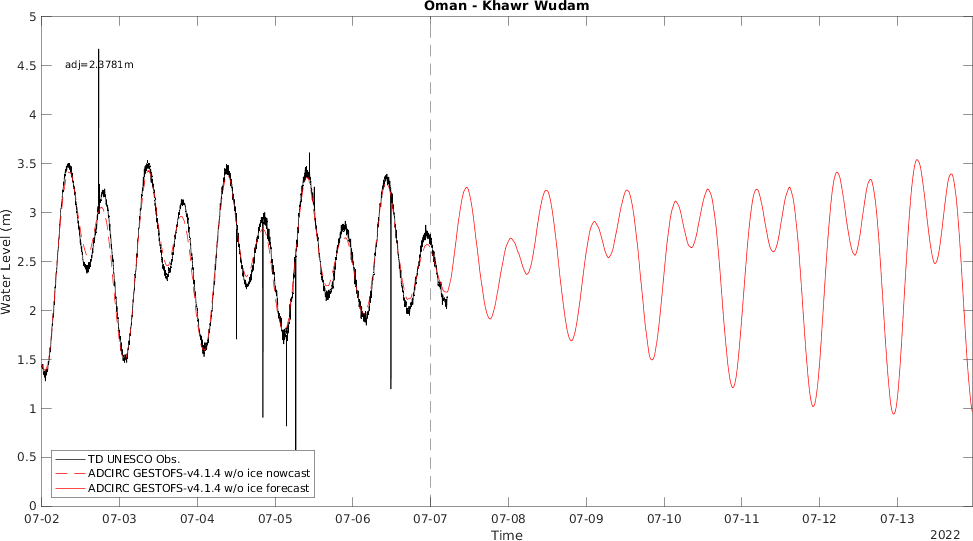 Oman - Khawr Wudam
5
4.5
4
3.5
3
2.5
2
1.5
1
0.5
0
Water Level (m)
adj=2.3781m
TD UNESCO Obs.
ADCIRC GESTOFS-v4.1.4 w/o ice nowcast
ADCIRC GESTOFS-v4.1.4 w/o ice forecast
07-02 07-03 07-04 07-05 07-06 07-07 07-08 07-09 07-10 07-11 07-12 07-13
Time
2022